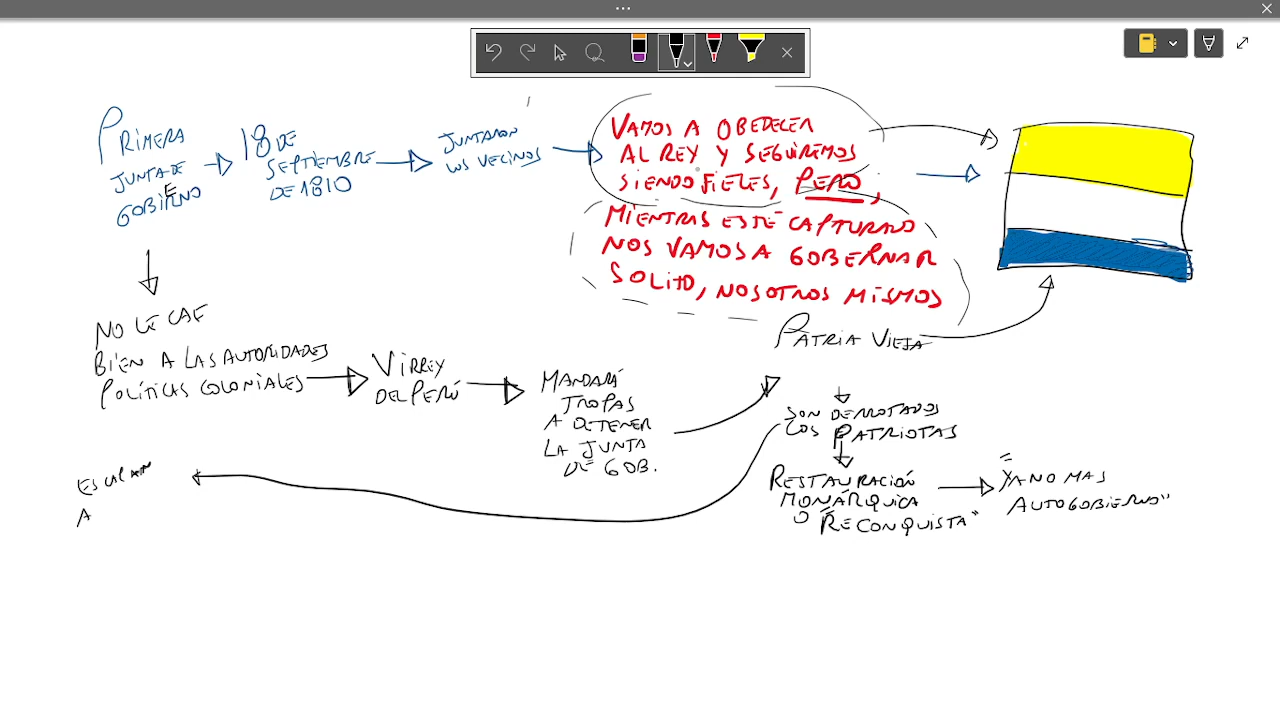 PRIMERA
JUNTA DE
GOBIERNO
18 DE
SEPTIEMBRE
DE 1810
JUNTARON
LOS VECINOS
VAMOS A OBEDECER
AL REY Y SEGUIREMOS
SIENDO FIELES, PERO,
MIENTRAS ESTÉ CAPTURADO
NOS VAMOS A GOBERNAR
SOLITO, NOSOTROS MISMOS
PATRIA VIEJA
NO LE CAE
BIEN A LAS AUTORIDADES
POLÍTICAS COLONIALES
VIRREY
DEL PERÚ
MANDARÁ
TROPAS
A DETENER
LA JUNTA
DE GOB.
SON DERROTADOS
LOS PATRIOTAS
RESTAURACIÓN
MONÁRQUICA
O "RECONQUISTA"
"YA NO MAS
AUTOGOBIERNO"
ESCAPAN
A